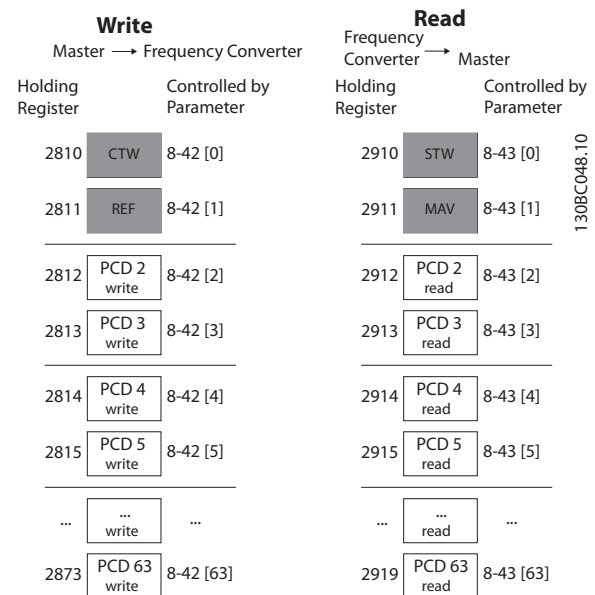 Write
Master → Frequency Converter
Holding Register
Controlled by Parameter
2810 CTW 8-42 [0]
2811 REF 8-42 [1]
2812 PCD 2 write 8-42 [2]
2813 PCD 3 write 8-42 [3]
2814 PCD 4 write 8-42 [4]
2815 PCD 5 write 8-42 [5]
... ... write ...
2873 PCD 63 write 8-42 [63]
Read
Frequency Converter → Master
Holding Register
Controlled by Parameter
2910 STW 8-43 [0]
2911 MAV 8-43 [1]
2912 PCD 2 read 8-43 [2]
2913 PCD 3 read 8-43 [3]
2914 PCD 4 read 8-43 [4]
2915 PCD 5 read 8-43 [5]
... ... read ...
2919 PCD 63 read 8-43 [63]
130BC048.10